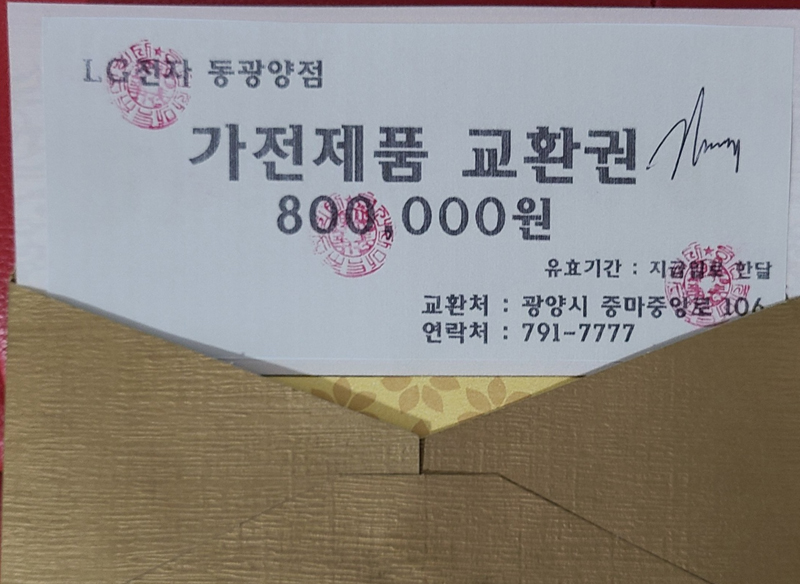 LG전자 동광양점
가전제품 교환권
800,000원
유효기간 : 지급일로 한달
교환처 : 광양시 중마중앙로 106
연락처 : 791-7777